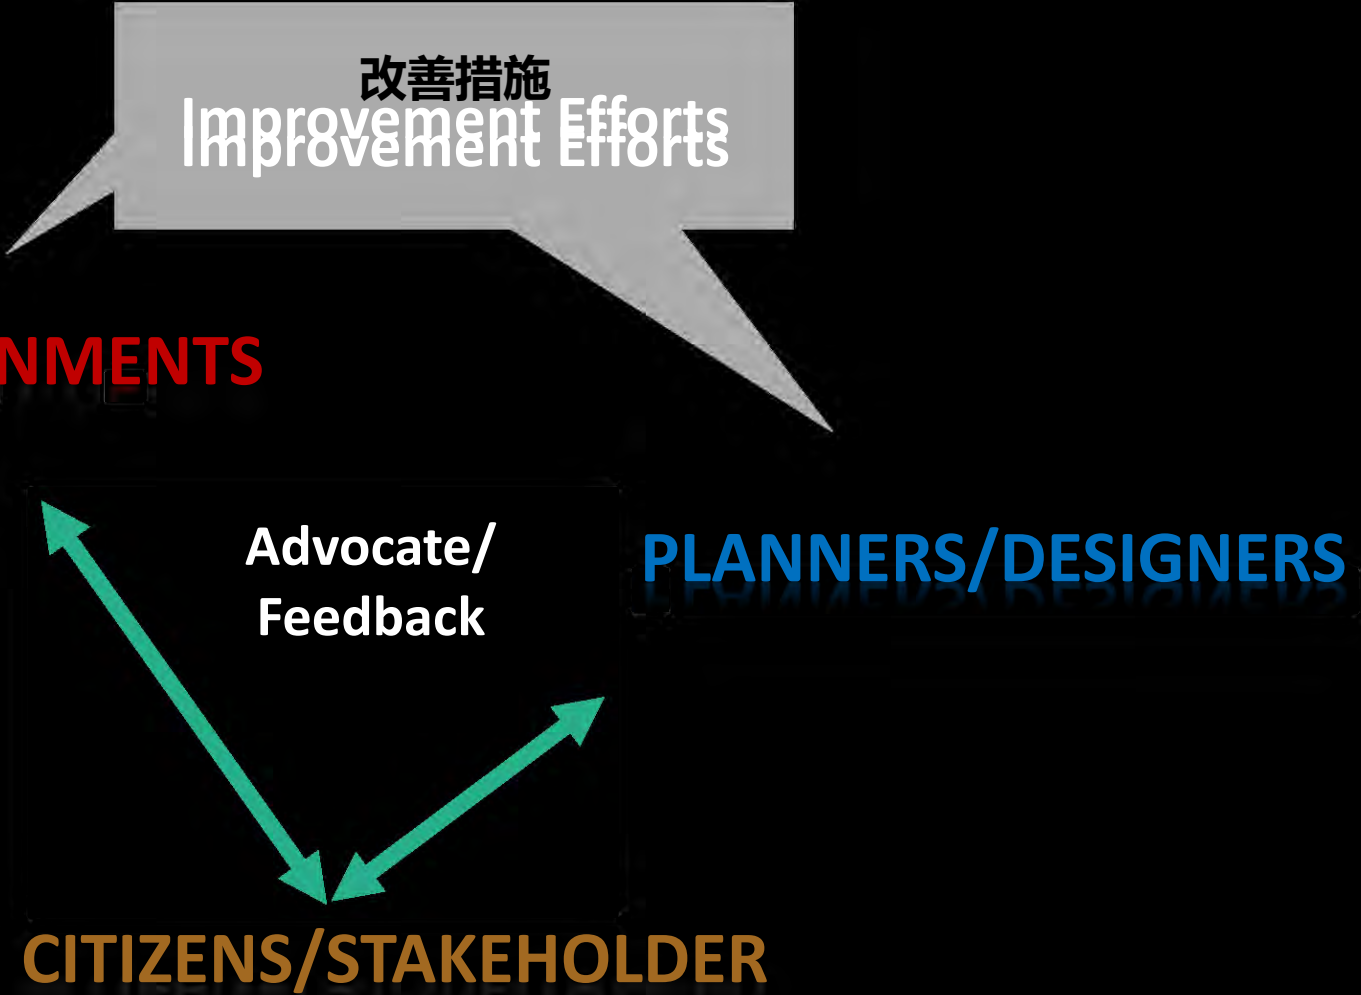 改善措施
Improvement Efforts
Improvement Efforts
NMENTS
Advocate/
Feedback
PLANNERS/DESIGNERS
CITIZENS/STAKEHOLDER